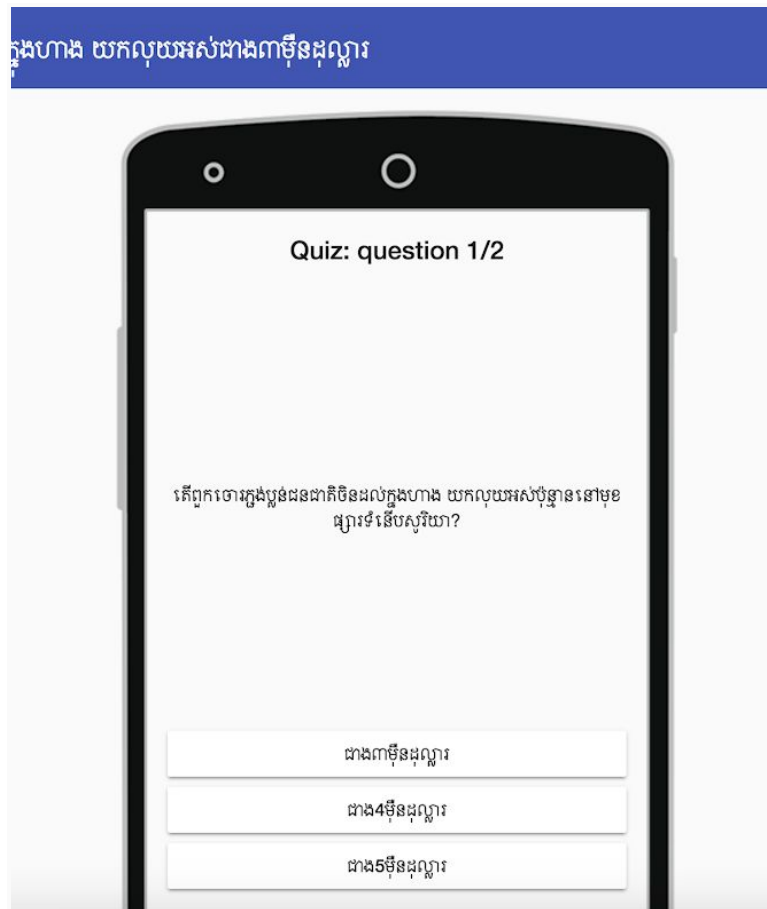 ក្នុងហាង យកលុយអស់ជាង៣ម៉ឺនដុល្លារ
Quiz: question 1/2
តើពួកចោរភ្ជង់ប្លន់ជនជាតិចិនដល់ក្នុងហាង យកលុយអស់ប៉ុន្មាននៅមុខ
ផ្សារទំនើបសូរិយា?
ជាង៣ម៉ឺនដុល្លារ
ជាង4ម៉ឺនដុល្លារ
ជាង5ម៉ឺនដុល្លារ